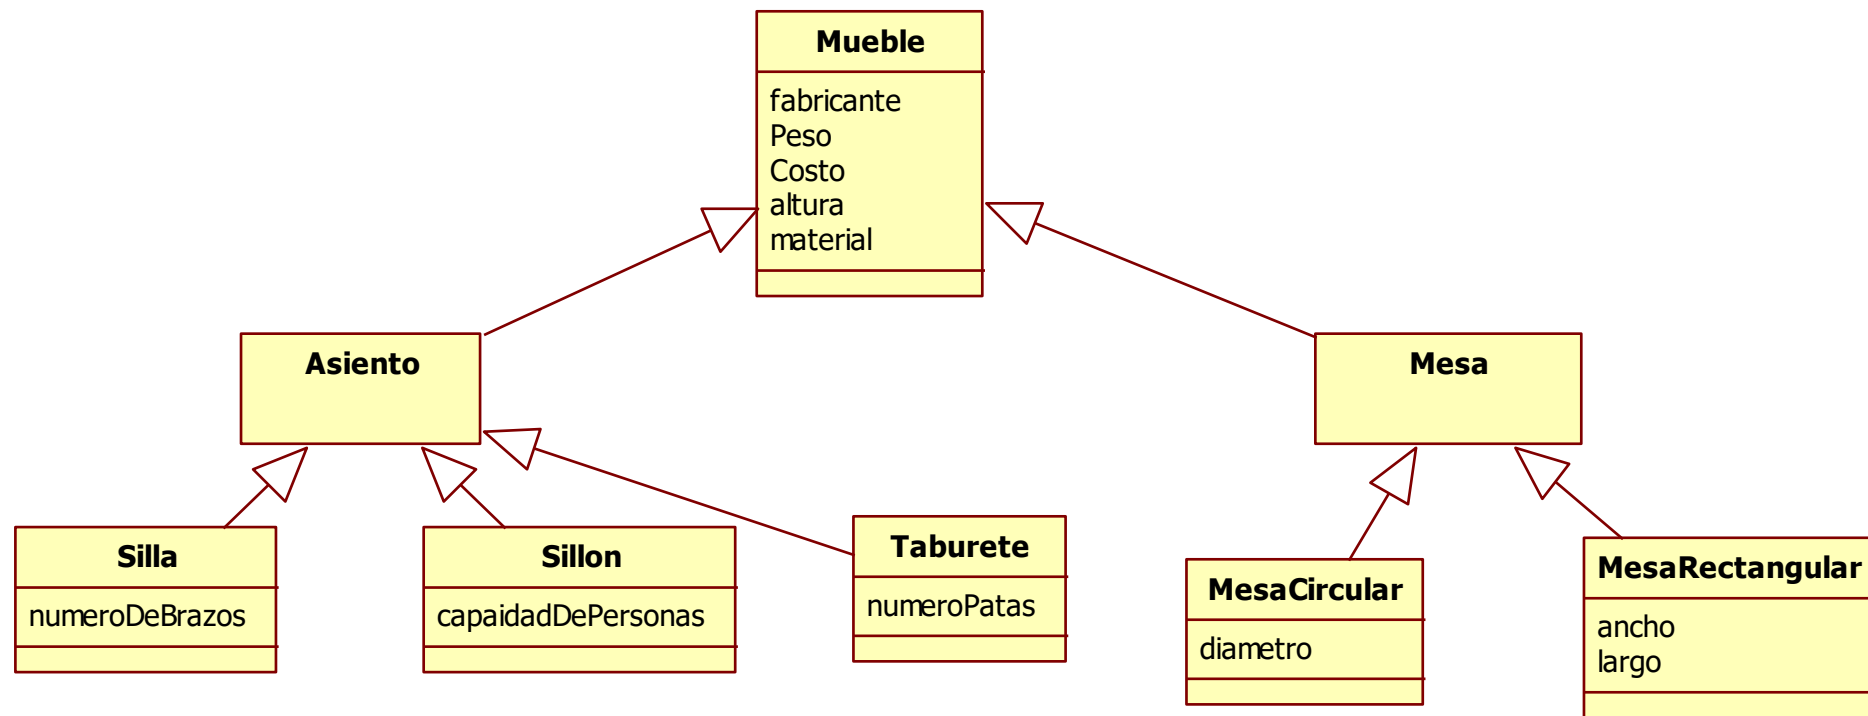 Mueble
fabricante
Peso
Costo
altura
material
Asiento
Mesa
Silla
numeroDeBrazos
Sillon
capaidadDePersonas
Taburete
numeroPatas
MesaCircular
diametro
MesaRectangular
ancho
largo